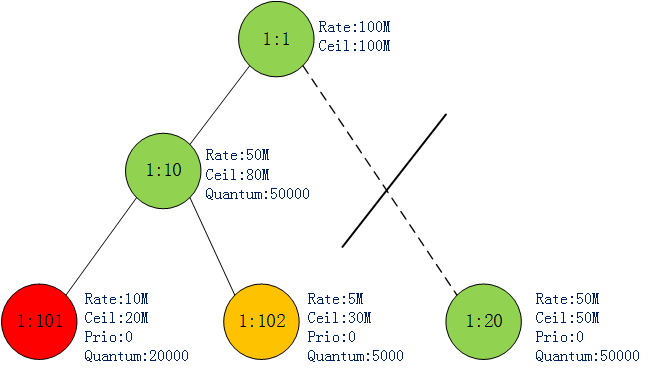 1:1
Rate:100M
Ceil:100M
1:10
Rate:50M
Ceil:80M
Quantum:50000
1:101
Rate:10M
Ceil:20M
Prio:0
Quantum:20000
1:102
Rate:5M
Ceil:30M
Prio:0
Quantum:5000
1:20
Rate:50M
Ceil:50M
Prio:0
Quantum:50000